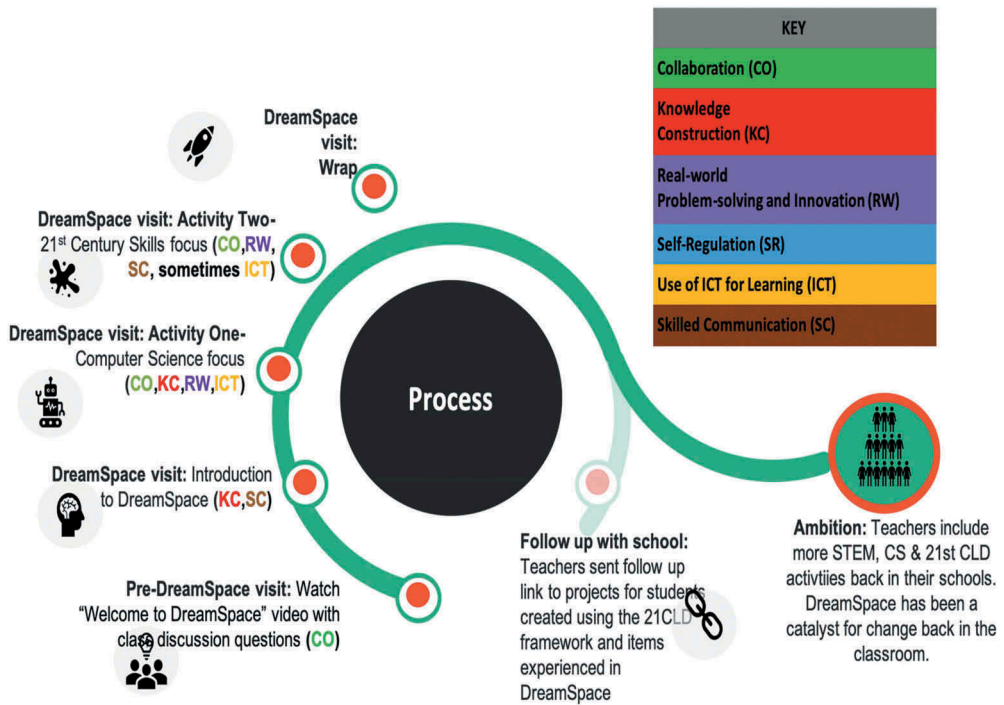 KEY
Collaboration (CO)
Knowledge
Construction (KC)
Real-world
Problem-solving and Innovation (RW)
Self-Regulation (SR)
Use of ICT for Learning (ICT)
Skilled Communication (SC)
DreamSpace
visit:
Wrap
DreamSpace visit: Activity Two-
21st Century Skills focus (CO,RW,
SC, sometimes ICT)
DreamSpace visit: Activity One-
Computer Science focus
(CO,KC,RW,ICT)
DreamSpace visit: Introduction
to DreamSpace (KC,SC)
Pre-DreamSpace visit: Watch
“Welcome to DreamSpace” video with
class discussion questions (CO)
Process
Follow up with school:
Teachers sent follow up
link to projects for students
created using the 21CLD
framework and items
experienced in
DreamSpace
Ambition: Teachers include
more STEM, CS & 21st CLD
activtiies back in their schools.
DreamSpace has been a
catalyst for change back in the
classroom.